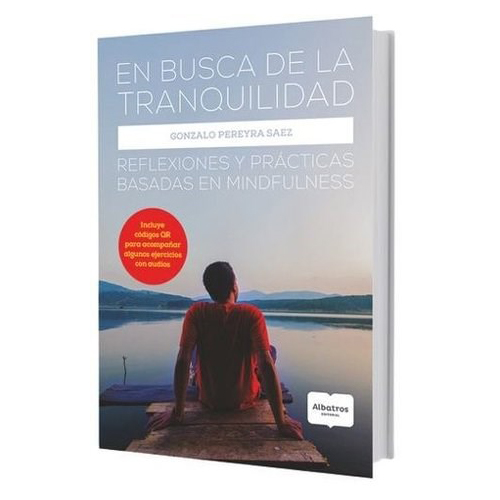 EN BUSCA DE LA
TRANQUILIDAD
GONZALO PEREYRA SAEZ
REFLEXIONES Y PRÁCTICAS
BASADAS EN MINDFULNESS
Incluye
códigos QR
para acompañar
algunos ejercicios
con audios
Albatros
EDITORIAL